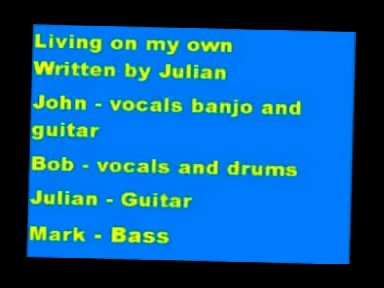 Living on my own
Written by Julian
John - vocals banjo and
guitar
Bob - vocals and drums
Julian - Guitar
Mark - Bass